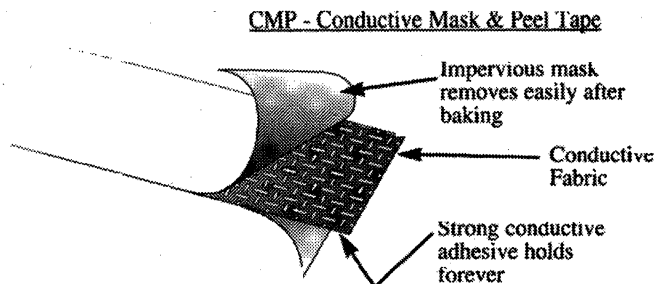 CMP - Conductive Mask & Peel Tape
Impervious mask
removes easily after
baking
Conductive
Fabric
Strong conductive
adhesive holds
forever